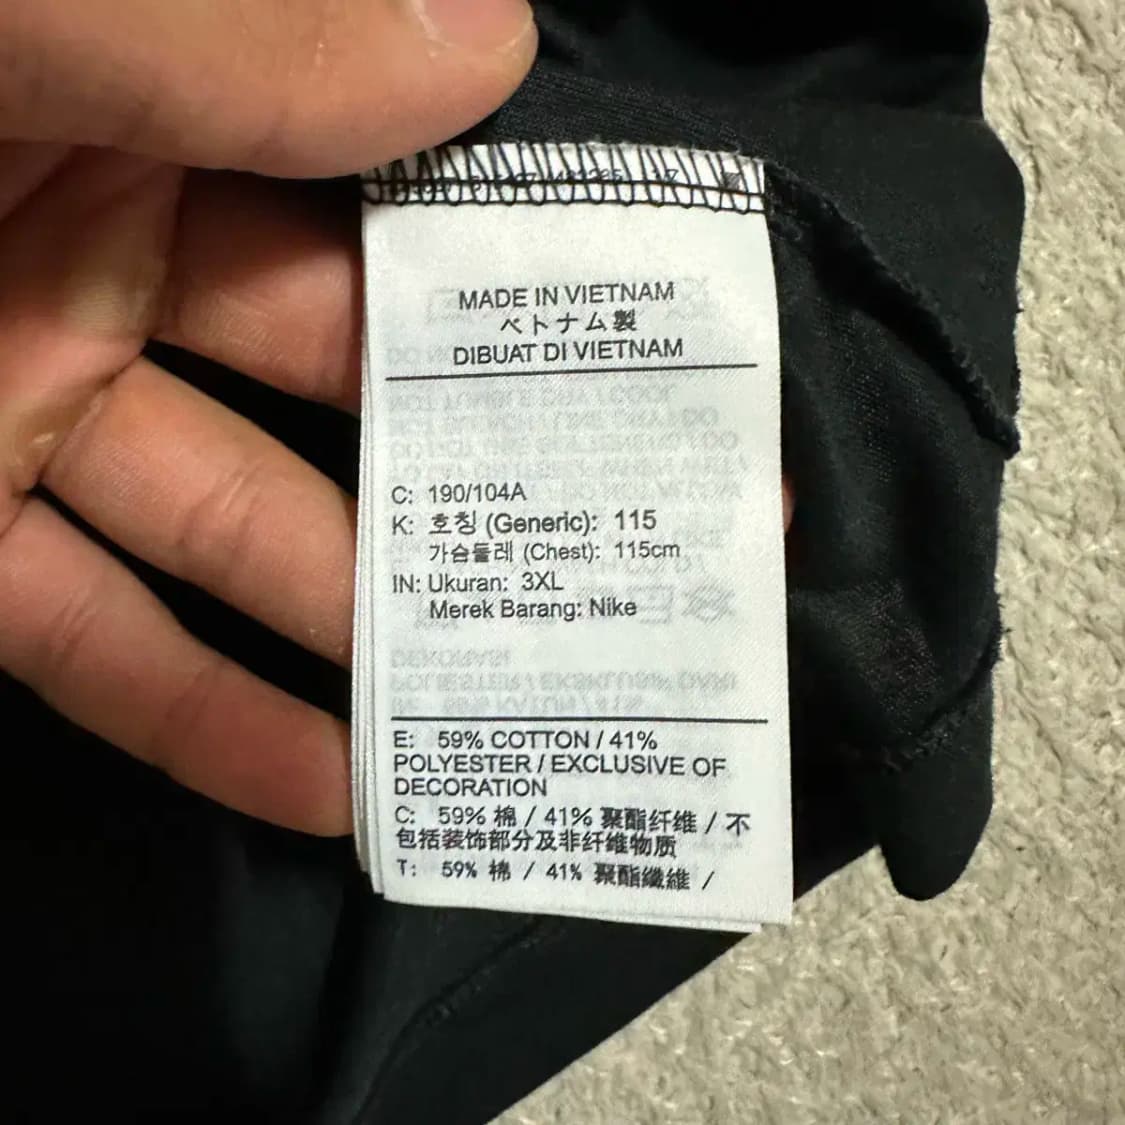 MADE IN VIETNAM
ベトナム製
DIBUAT DI VIETNAM
C: 190/104A
K: 호칭 (Generic): 115
가슴둘레 (Chest): 115cm
IN: Ukuran: 3XL
Merek Barang: Nike
E: 59% COTTON / 41%
POLYESTER / EXCLUSIVE OF
DECORATION
C: 59% 棉 / 41% 聚酯纤维 / 不
包括装饰部分及非纤维物质
T: 59% 棉 / 41% 聚酯纖維 /